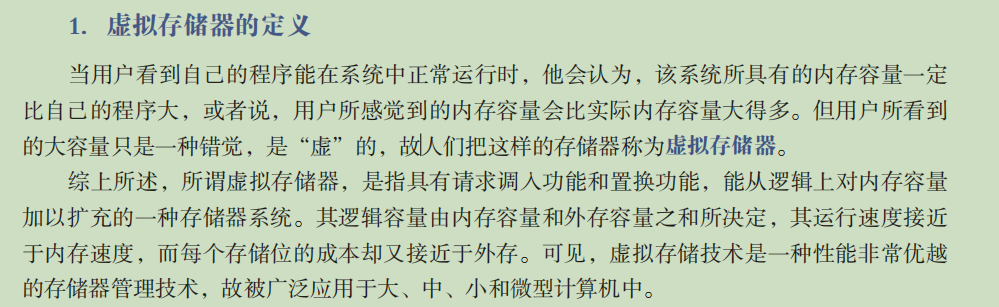 1. 虚拟存储器的定义
当用户看到自己的程序能在系统中正常运行时，他会认为，该系统所具有的内存容量一定
比自己的程序大，或者说，用户所感觉到的内存容量会比实际内存容量大得多。但用户所看到
的大容量只是一种错觉，是“虚”的，故人们把这样的存储器称为虚拟存储器。
综上所述，所谓虚拟存储器，是指具有请求调入功能和置换功能，能从逻辑上对内存容量
加以扩充的一种存储器系统。其逻辑容量由内存容量和外存容量之和所决定，其运行速度接近
于内存速度，而每个存储位的成本却又接近于外存。可见，虚拟存储技术是一种性能非常优越
的存储器管理技术，故被广泛应用于大、中、小和微型计算机中。